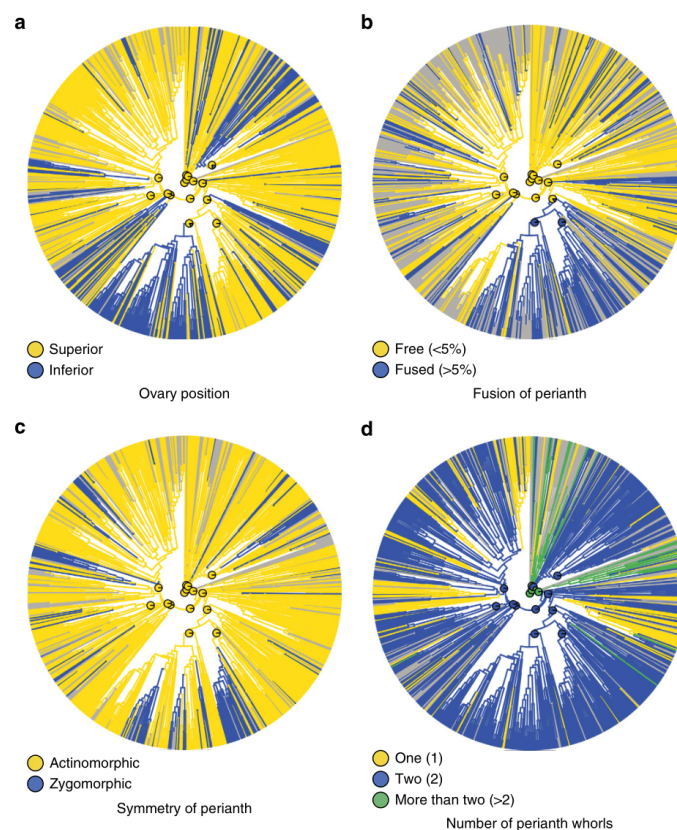 a
Superior
Inferior
Ovary position
b
Free (<5%)
Fused (>5%)
Fusion of perianth
c
Actinomorphic
Zygomorphic
Symmetry of perianth
d
One (1)
Two (2)
More than two (>2)
Number of perianth whorls